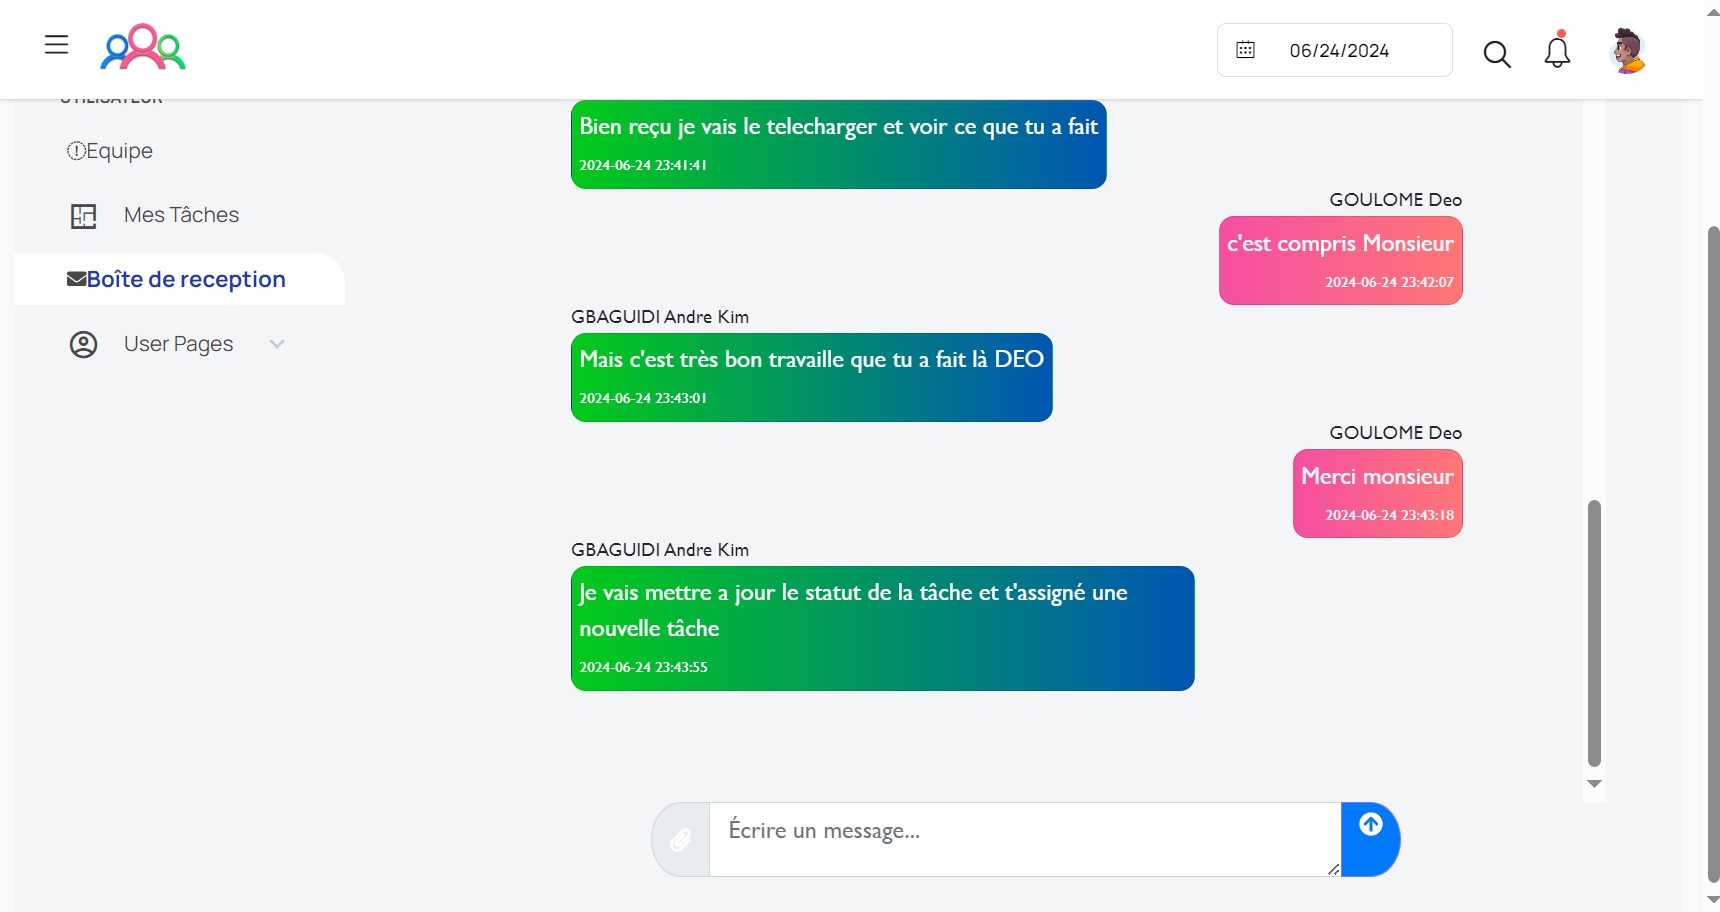 06/24/2024
UTILISATEUR
Equipe
Mes Tâches
Boîte de reception
User Pages
Bien reçu je vais le telecharger et voir ce que tu a fait
2024-06-24 23:41:41
GOULOME Deo
c'est compris Monsieur
2024-06-24 23:42:07
GBAGUIDI Andre Kim
Mais c'est très bon travaille que tu a fait là DEO
2024-06-24 23:43:01
GOULOME Deo
Merci monsieur
2024-06-24 23:43:18
GBAGUIDI Andre Kim
Je vais mettre a jour le statut de la tâche et t'assigné une
nouvelle tâche
2024-06-24 23:43:55
Écrire un message...